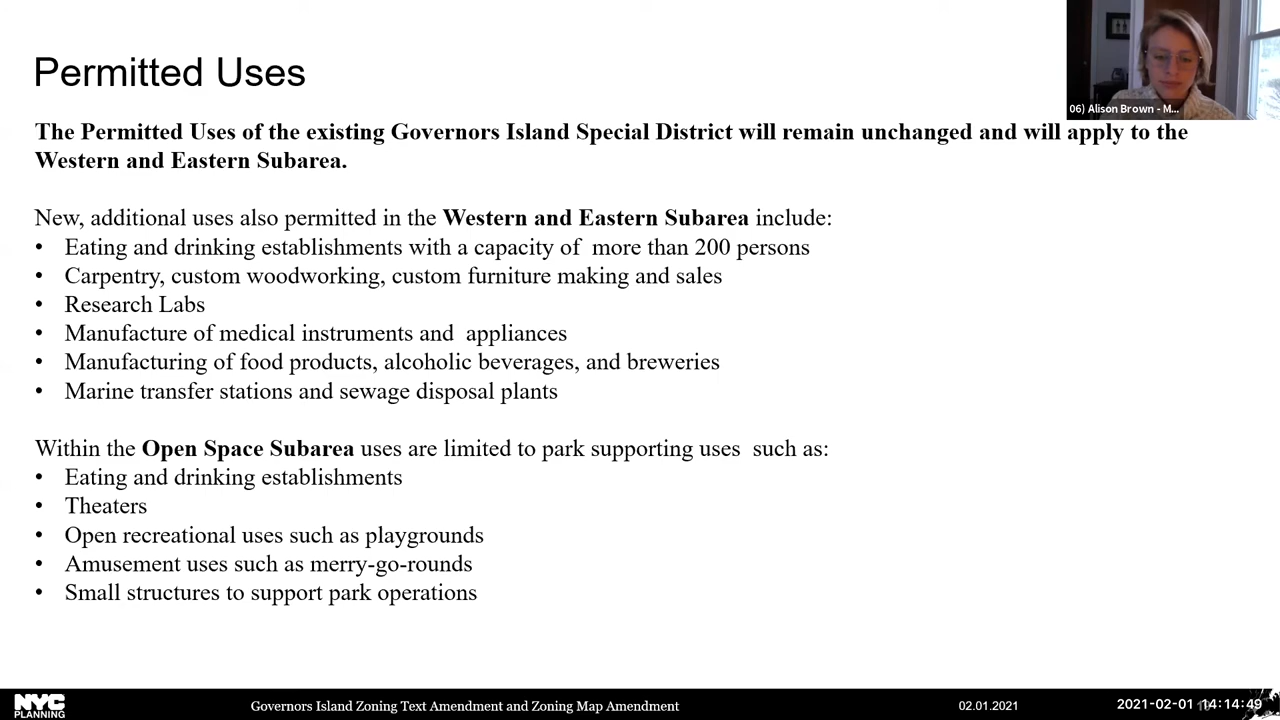 Permitted Uses
06) Alison Brown - M...
The Permitted Uses of the existing Governors Island Special District will remain unchanged and will apply to the
Western and Eastern Subarea.
New, additional uses also permitted in the Western and Eastern Subarea include:
• Eating and drinking establishments with a capacity of more than 200 persons
• Carpentry, custom woodworking, custom furniture making and sales
• Research Labs
• Manufacture of medical instruments and appliances
• Manufacturing of food products, alcoholic beverages, and breweries
• Marine transfer stations and sewage disposal plants
Within the Open Space Subarea uses are limited to park supporting uses such as:
• Eating and drinking establishments
• Theaters
• Open recreational uses such as playgrounds
• Amusement uses such as merry-go-rounds
• Small structures to support park operations
NYC
PLANNING
Governors Island Zoning Text Amendment and Zoning Map Amendment
02.01.2021
2021-02-01 14:14:49